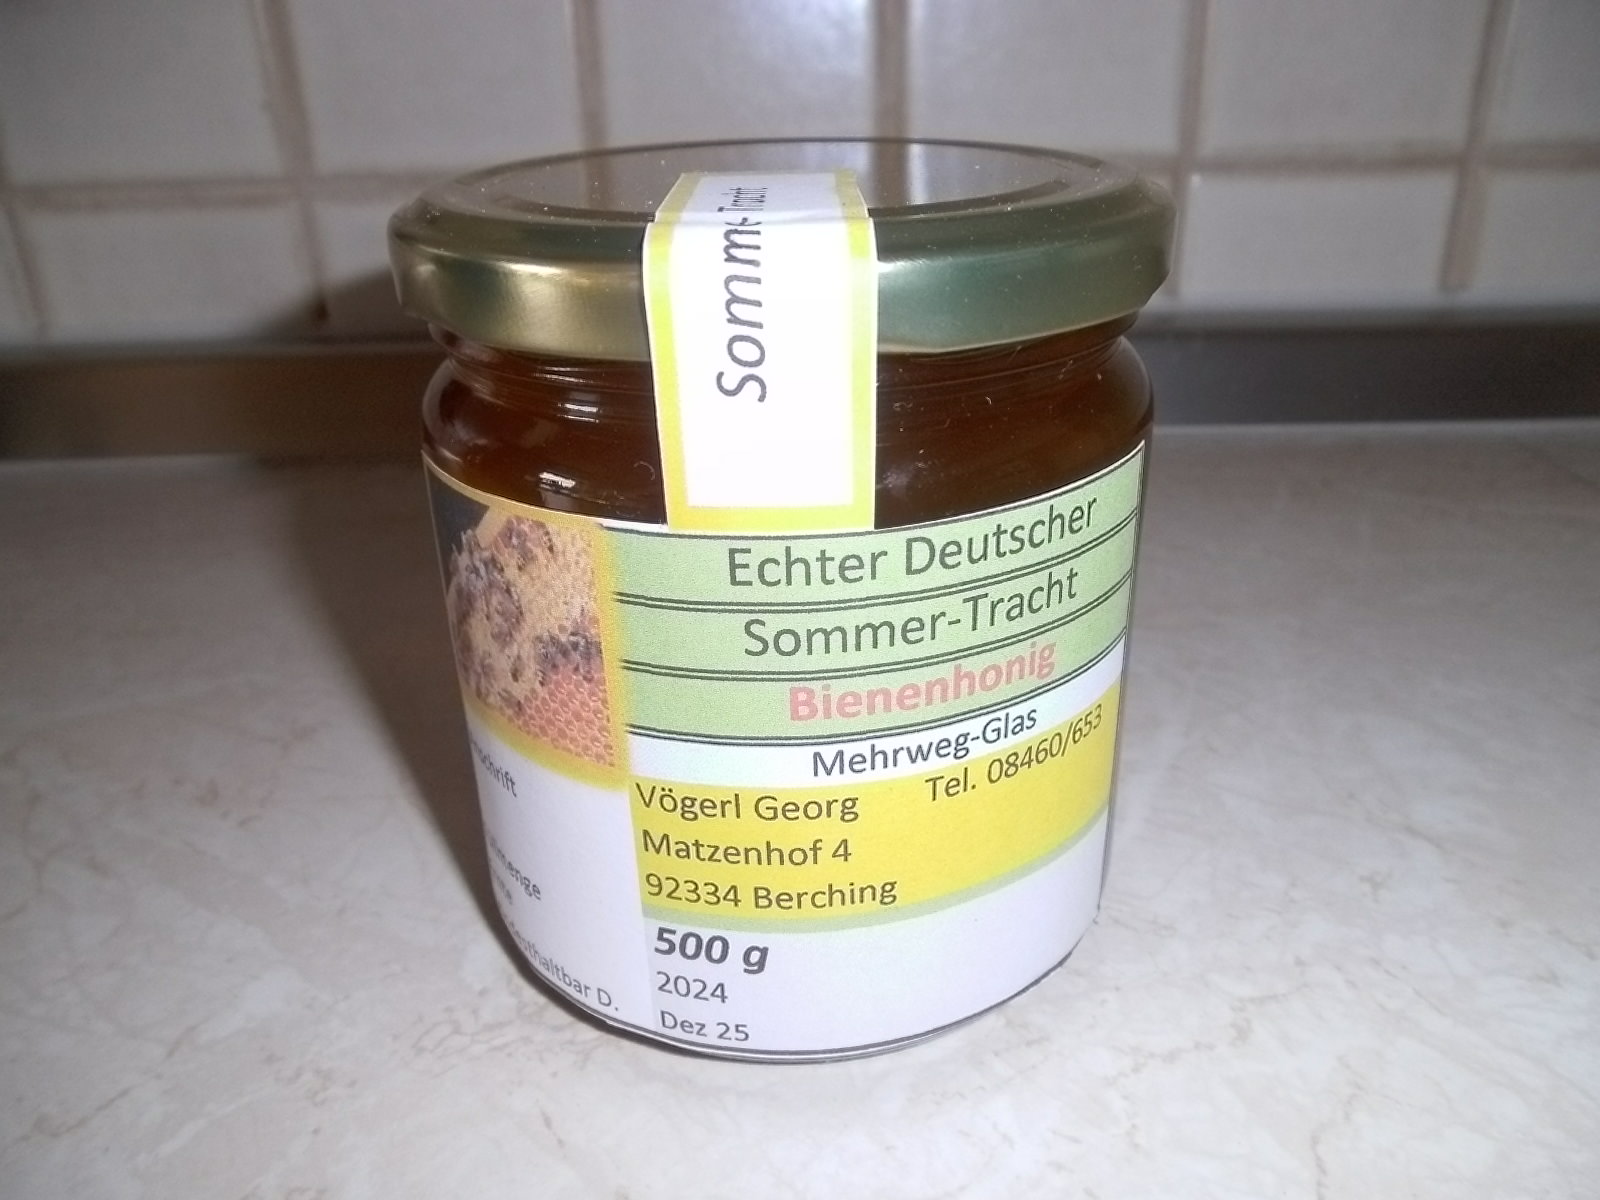 Sommer-Tracht
Echter Deutscher
Sommer-Tracht
Bienenhonig
Mehrweg-Glas
Vögerl Georg Tel. 08460/653
Matzenhof 4
92334 Berching
500 g
2024
Dez 25
D.